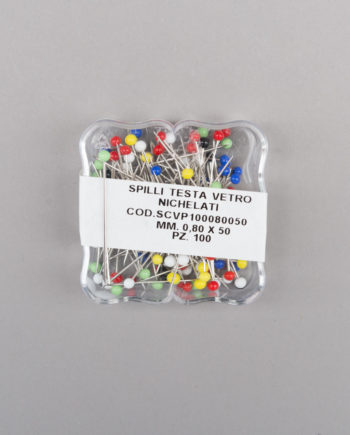 SPILLI TESTA VETRO
NICHELATI
COD.SCVP100080050
MM. 0,80 X 50
PZ. 100